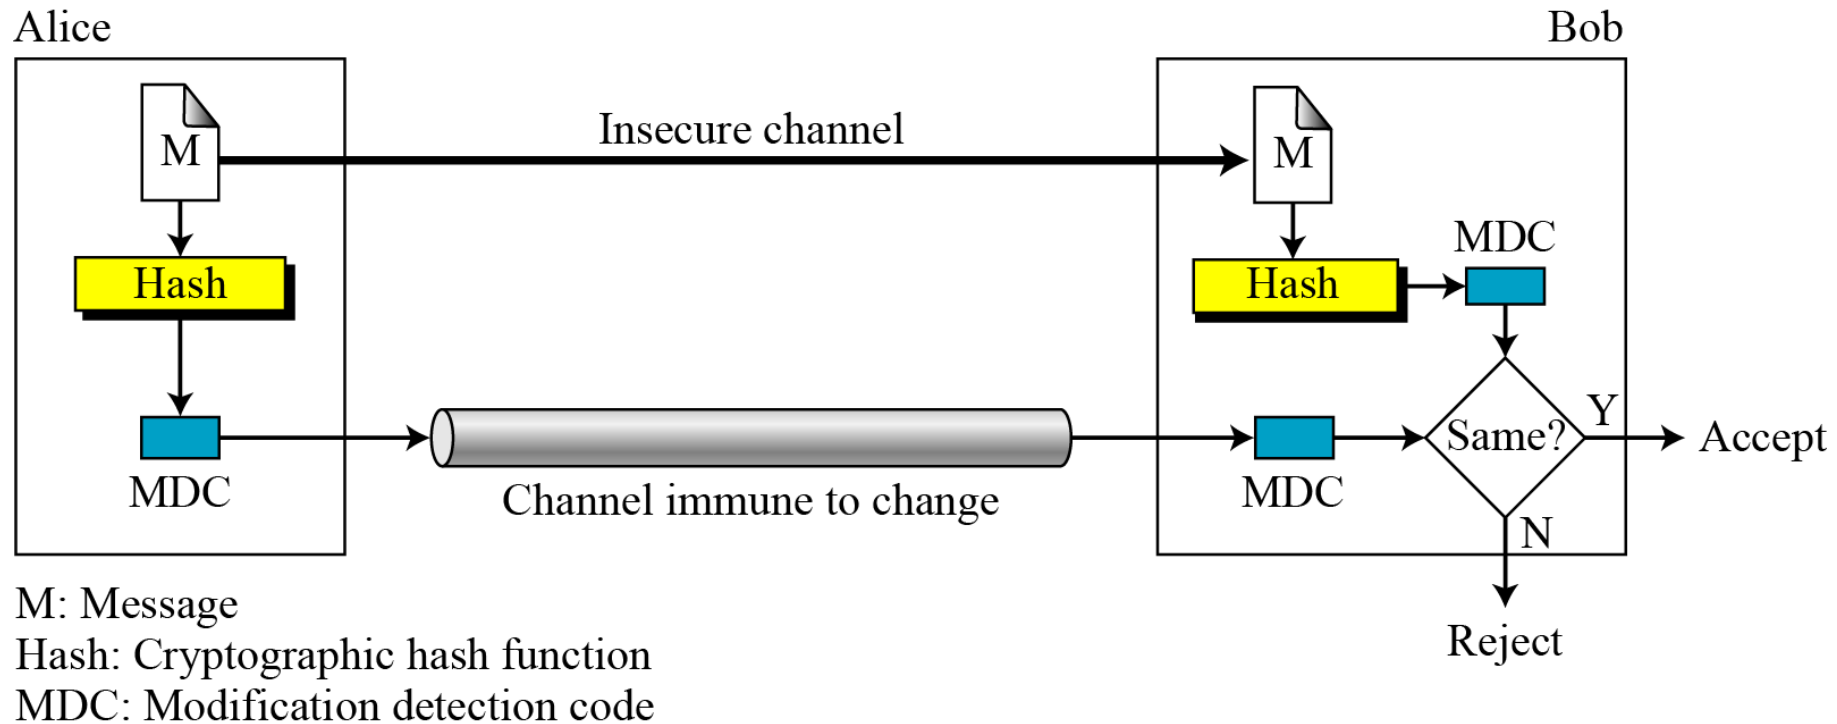 Alice
Bob
M
Insecure channel
M
MDC
Hash
Hash
Y
Same?
Accept
MDC
Channel immune to change
MDC
N
M: Message
Reject
Hash: Cryptographic hash function
MDC: Modification detection code